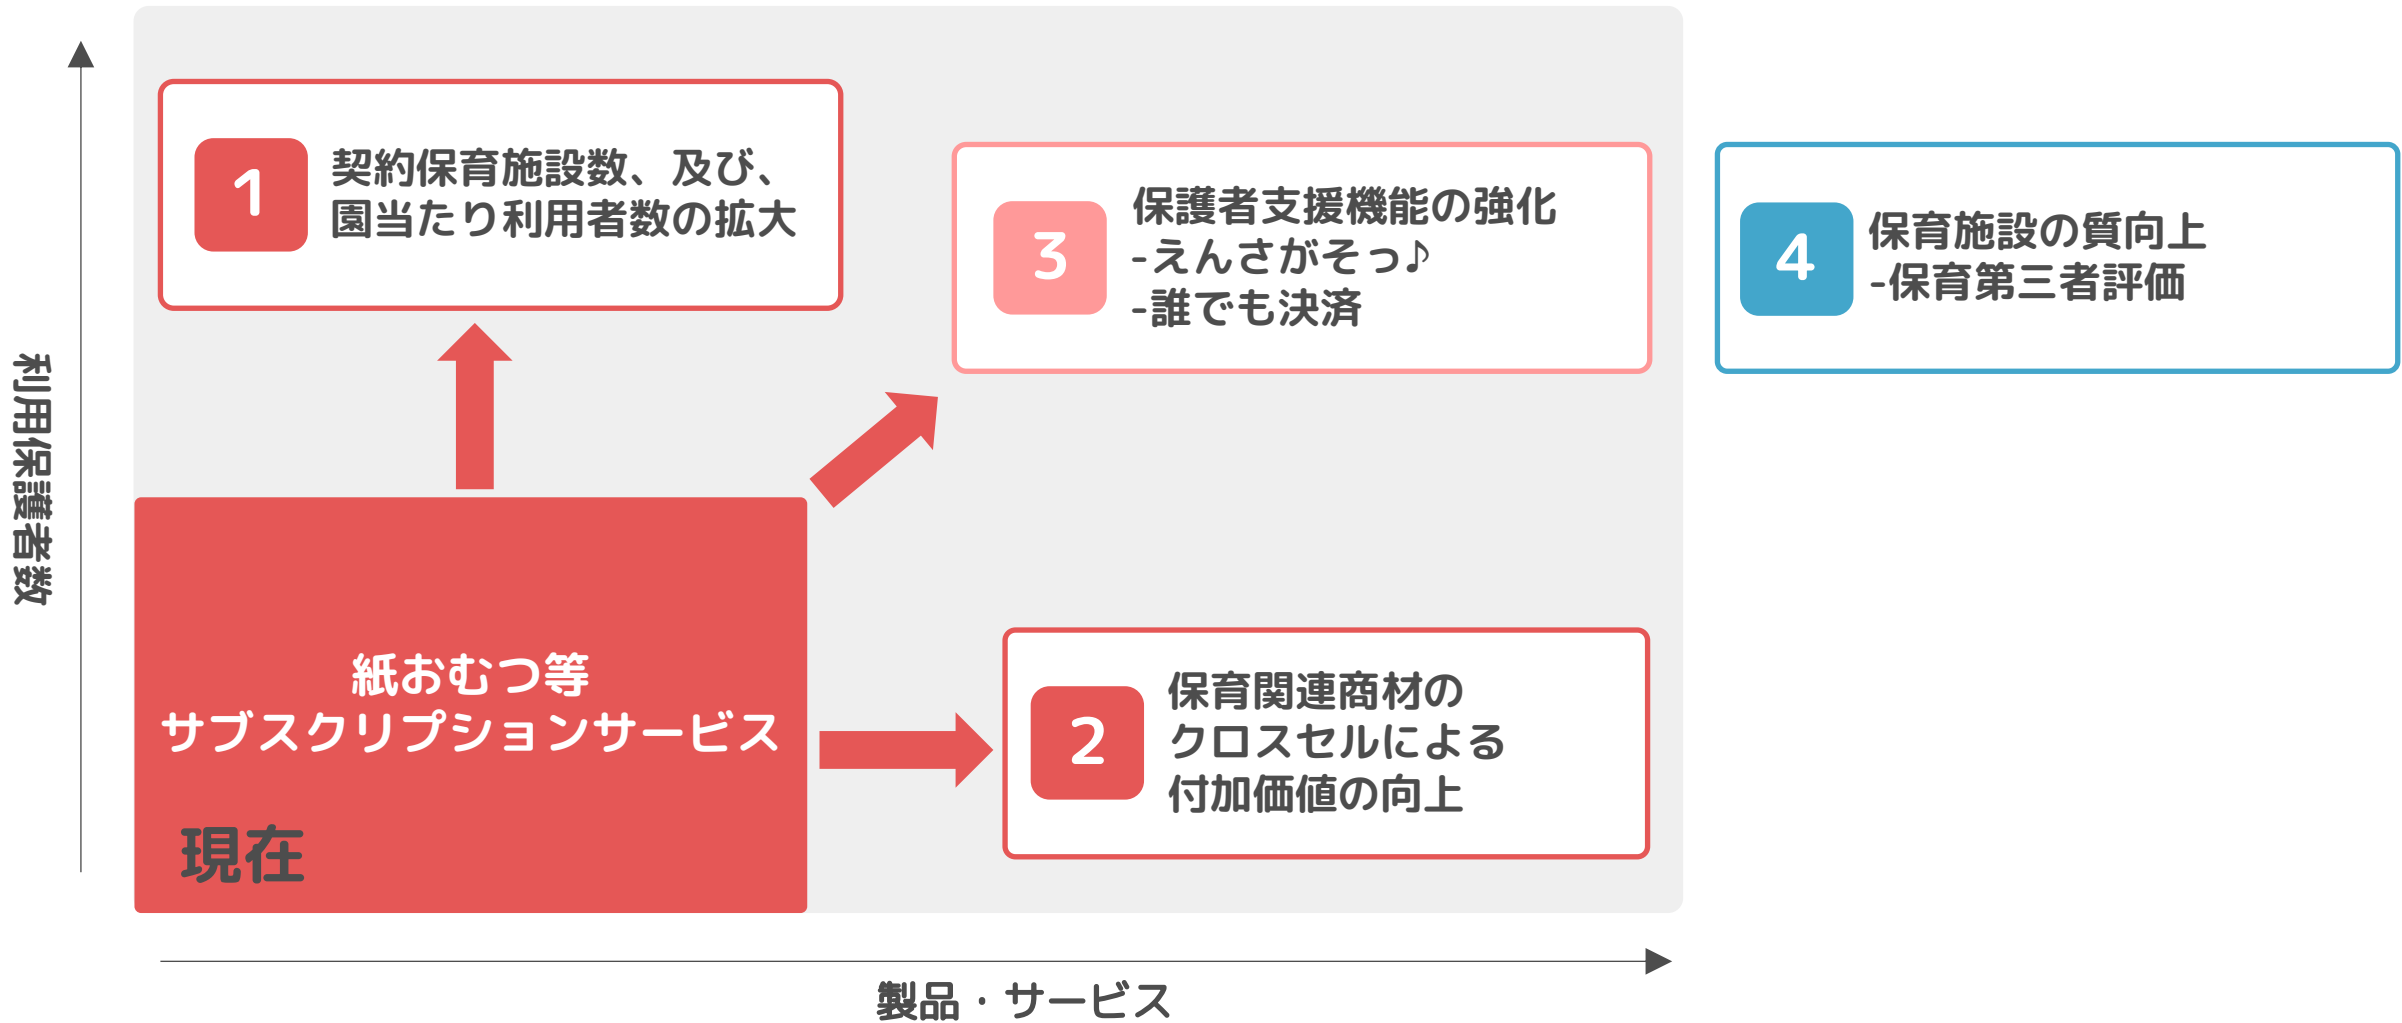 1
契約保育施設数、及び、
園当たり利用者数の拡大
3
保護者支援機能の強化
-えんさがそっ♪
-誰でも決済
4
保育施設の質向上
-保育第三者評価
利用保護者数
紙おむつ等
サブスクリプションサービス
現在
2
保育関連商材の
クロスセルによる
付加価値の向上
製品・サービス